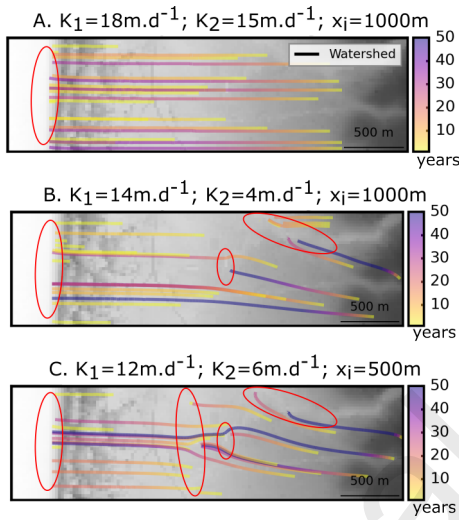 A. K₁=18m.d⁻¹; K₂=15m.d⁻¹; xᵢ=1000m
Watershed
500 m
50
40
30
20
10
years
B. K₁=14m.d⁻¹; K₂=4m.d⁻¹; xᵢ=1000m
500 m
50
40
30
20
10
years
C. K₁=12m.d⁻¹; K₂=6m.d⁻¹; xᵢ=500m
500 m
50
40
30
20
10
years